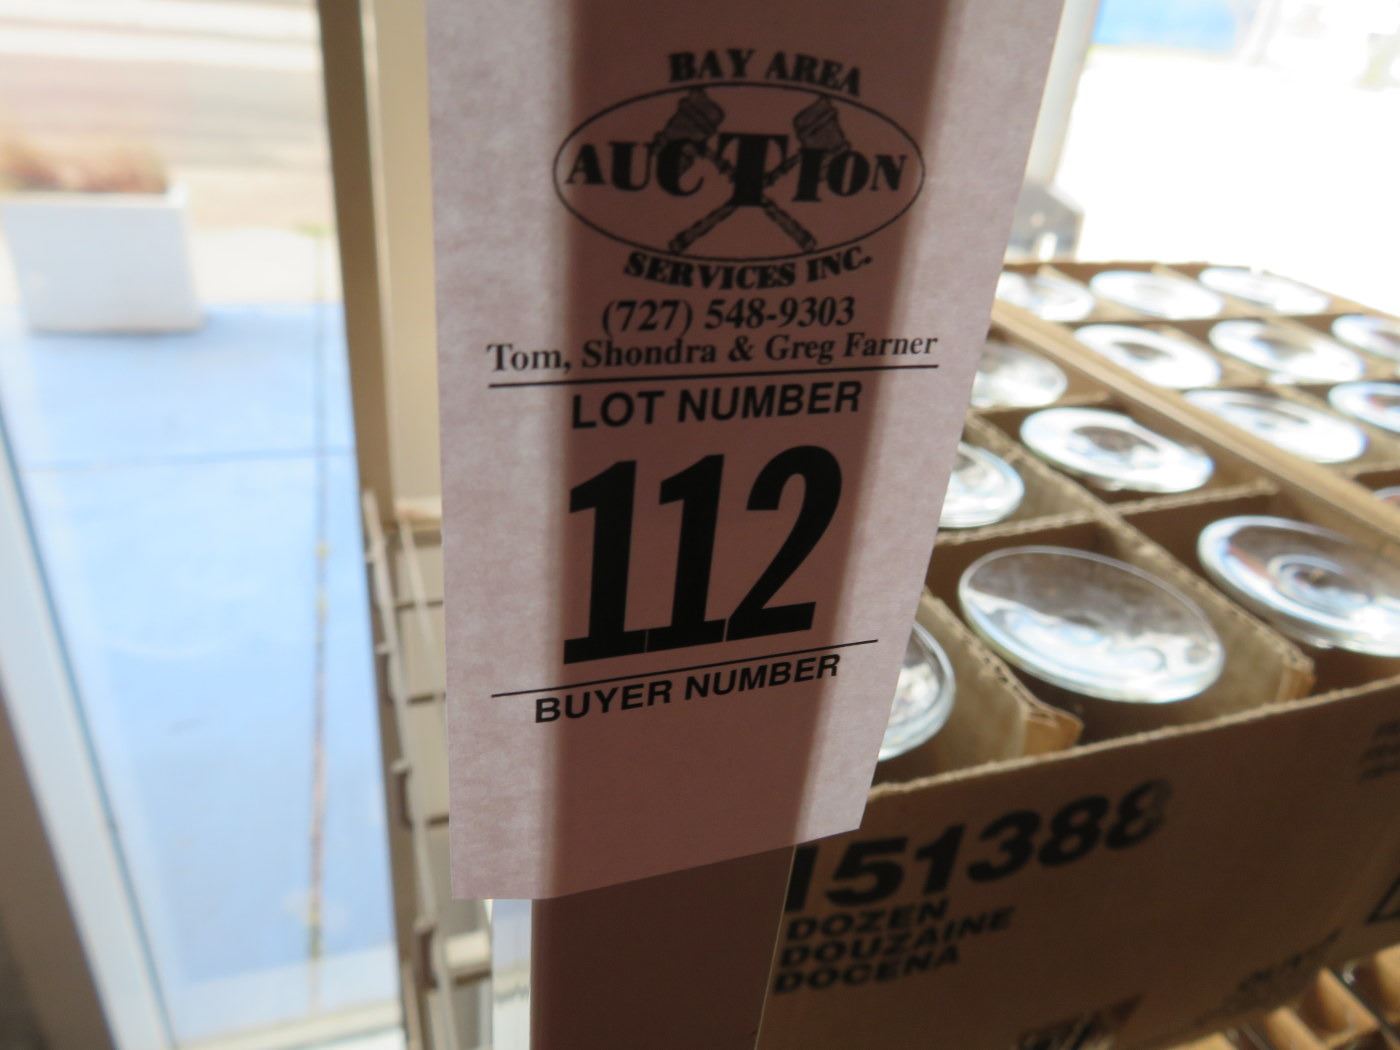 BAY AREA
AUCTION
SERVICES INC.
(727) 548-9303
Tom, Shondra & Greg Farner
LOT NUMBER
112
BUYER NUMBER
151388
DOZEN
DOUZAINE
DOCENA